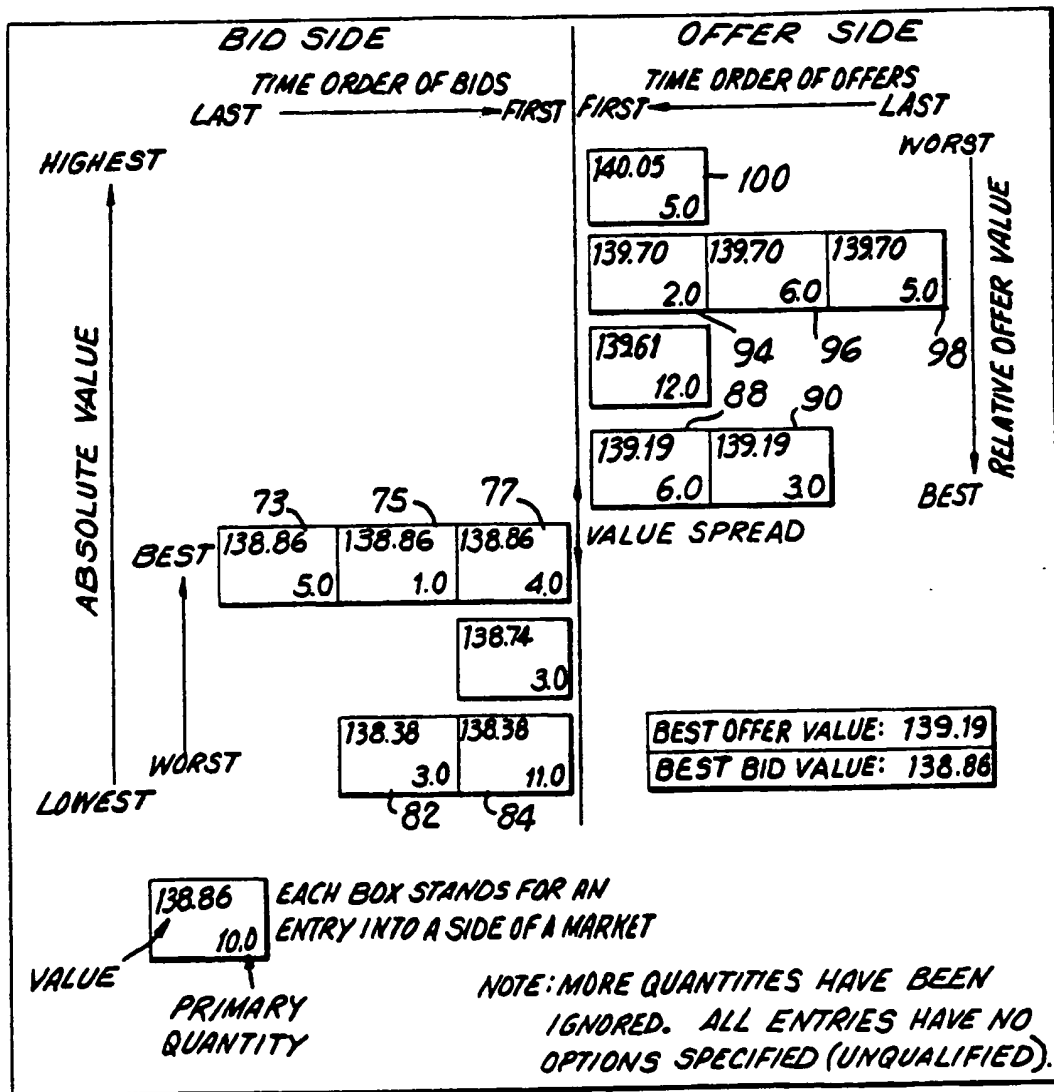 BID SIDE
OFFER SIDE
TIME ORDER OF BIDS
LAST FIRST
TIME ORDER OF OFFERS
FIRST LAST
HIGHEST
ABSOLUTE VALUE
LOWEST
WORST
RELATIVE OFFER VALUE
BEST
140.05
5.0
100
139.70 139.70 139.70
2.0 6.0 5.0
94 96 98
139.61
12.0
88 90
139.19 139.19
6.0 3.0
VALUE SPREAD
73 75 77
BEST
138.86 138.86 138.86
5.0 1.0 4.0
138.74
3.0
WORST
138.38 138.38
3.0 11.0
82 84
BEST OFFER VALUE: 139.19
BEST BID VALUE: 138.86
138.86
10.0
VALUE
PRIMARY
QUANTITY
EACH BOX STANDS FOR AN
ENTRY INTO A SIDE OF A MARKET
NOTE: MORE QUANTITIES HAVE BEEN
IGNORED. ALL ENTRIES HAVE NO
OPTIONS SPECIFIED (UNQUALIFIED).